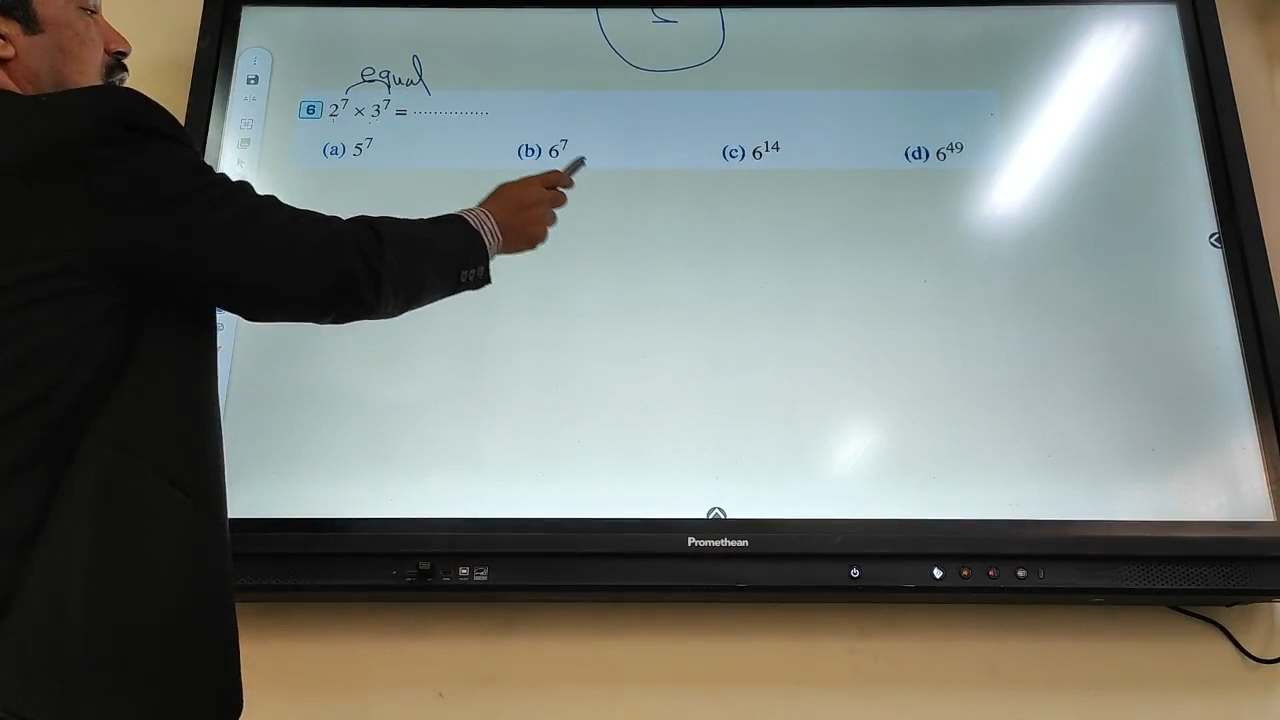 equal
6 2⁷ × 3⁷ = ...............
(a) 5⁷ (b) 6⁷ (c) 6¹⁴ (d) 6⁴⁹
Promethean